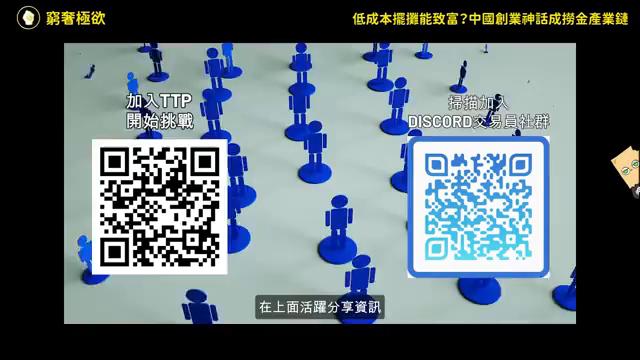 窮奢極欲
低成本擺攤能致富？中國創業神話成撈金產業鏈
加入TTP
開始挑戰
掃描加入
DISCORD交易員社群
在上面活躍分享資訊